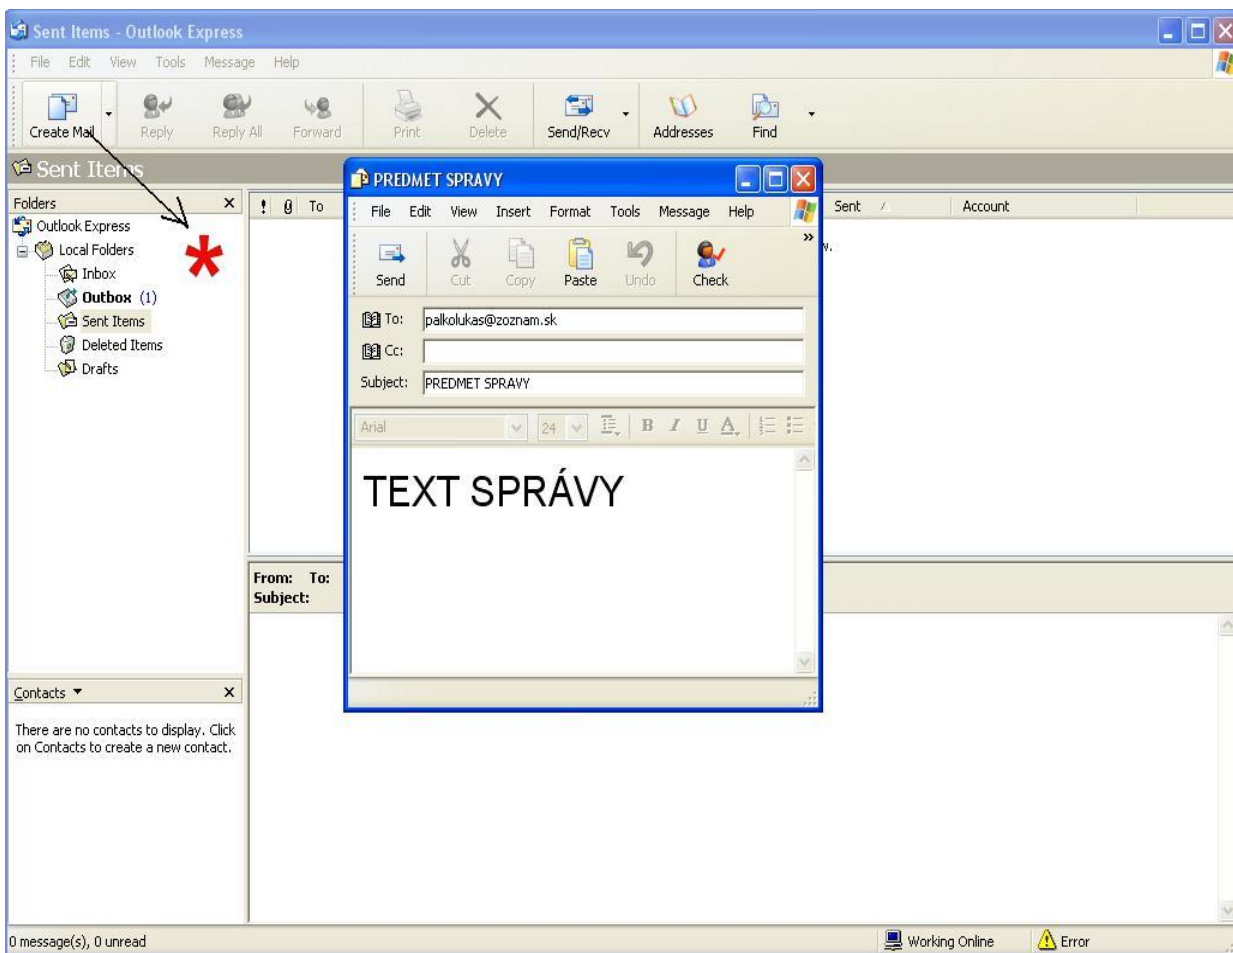 Sent Items - Outlook Express
File Edit View Tools Message Help
Create Mail Reply Reply All Forward Print Delete Send/Recv Addresses Find
Sent Items
Folders
Outlook Express
Local Folders
Inbox
Outbox (1)
Sent Items
Deleted Items
Drafts
! To Sent Account
w.
PREDMET SPRAVY
File Edit View Insert Format Tools Message Help
»
Send Cut Copy Paste Undo Check
To: palkolukas@zoznam.sk
Cc:
Subject: PREDMET SPRAVY
Arial 24 B I U A
TEXT SPRÁVY
From: To:
Subject:
Contacts
There are no contacts to display. Click
on Contacts to create a new contact.
0 message(s), 0 unread Working Online Error